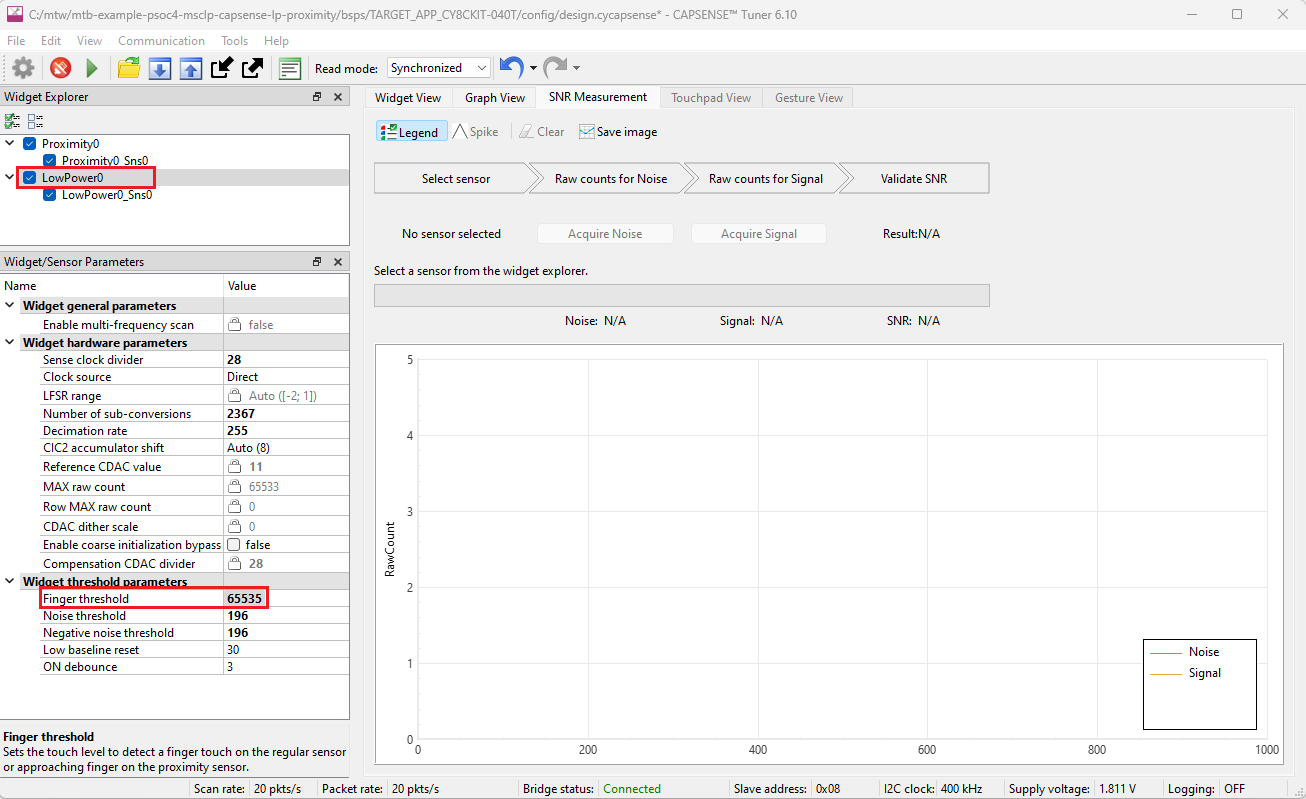 C:/mtw/mtb-example-psoc4-msclp-capsense-lp-proximity/bsps/TARGET_APP_CY8CKIT-040T/config/design.cycapsense* - CAPSENSE™ Tuner 6.10
File Edit View Communication Tools Help
Read mode: Synchronized
Widget Explorer
Proximity0
Proximity0_Sns0
LowPower0
LowPower0_Sns0
Widget/Sensor Parameters
Name Value
Widget general parameters
Enable multi-frequency scan false
Widget hardware parameters
Sense clock divider 28
Clock source Direct
LFSR range Auto ([-2; 1])
Number of sub-conversions 2367
Decimation rate 255
CIC2 accumulator shift Auto (8)
Reference CDAC value 11
MAX raw count 65533
Row MAX raw count 0
CDAC dither scale 0
Enable coarse initialization bypass false
Compensation CDAC divider 28
Widget threshold parameters
Finger threshold 65535
Noise threshold 196
Negative noise threshold 196
Low baseline reset 30
ON debounce 3
Finger threshold
Sets the touch level to detect a finger touch on the regular sensor
or approaching finger on the proximity sensor.
Widget View Graph View SNR Measurement Touchpad View Gesture View
Legend Spike Clear Save image
Select sensor Raw counts for Noise Raw counts for Signal Validate SNR
No sensor selected Acquire Noise Acquire Signal Result:N/A
Select a sensor from the widget explorer.
Noise: N/A Signal: N/A SNR: N/A
RawCount
5
4
3
2
1
0
0 200 400 600 800 1000
Noise
Signal
Scan rate: 20 pkts/s Packet rate: 20 pkts/s Bridge status: Connected Slave address: 0x08 I2C clock: 400 kHz Supply voltage: 1.811 V Logging: OFF